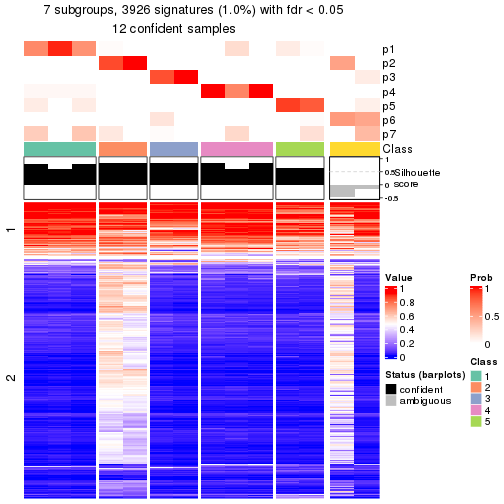 7 subgroups, 3926 signatures (1.0%) with fdr < 0.05
12 confident samples
p1
p2
p3
p4
p5
p6
p7
Class
1
0.5
0
-0.5
Silhouette
score
1
2
Value
1
0.8
0.6
0.4
0.2
0
Status (barplots)
confident
ambiguous
Prob
1
0.5
0
Class
1
2
3
4
5